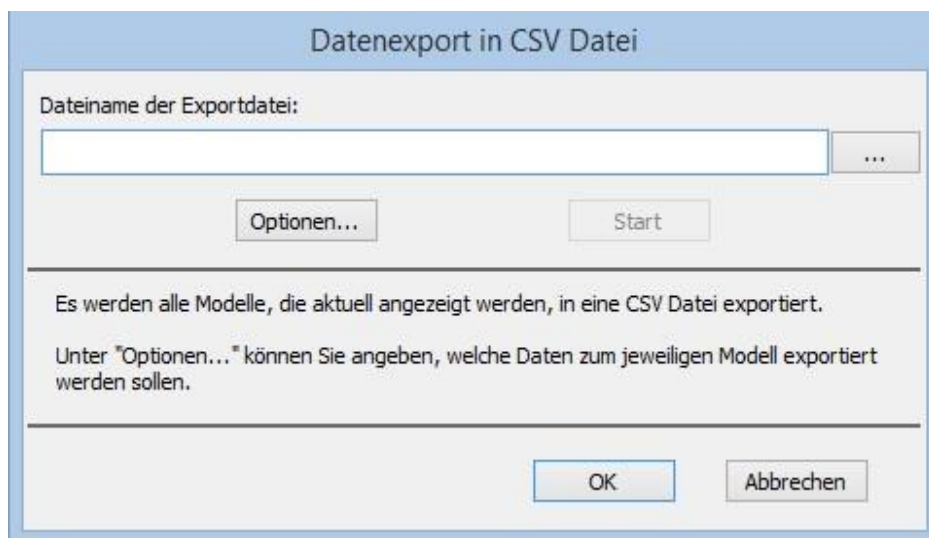 Datenexport in CSV Datei
Dateiname der Exportdatei:
...
Optionen...
Start
Es werden alle Modelle, die aktuell angezeigt werden, in eine CSV Datei exportiert.
Unter "Optionen..." können Sie angeben, welche Daten zum jeweiligen Modell exportiert
werden sollen.
OK
Abbrechen